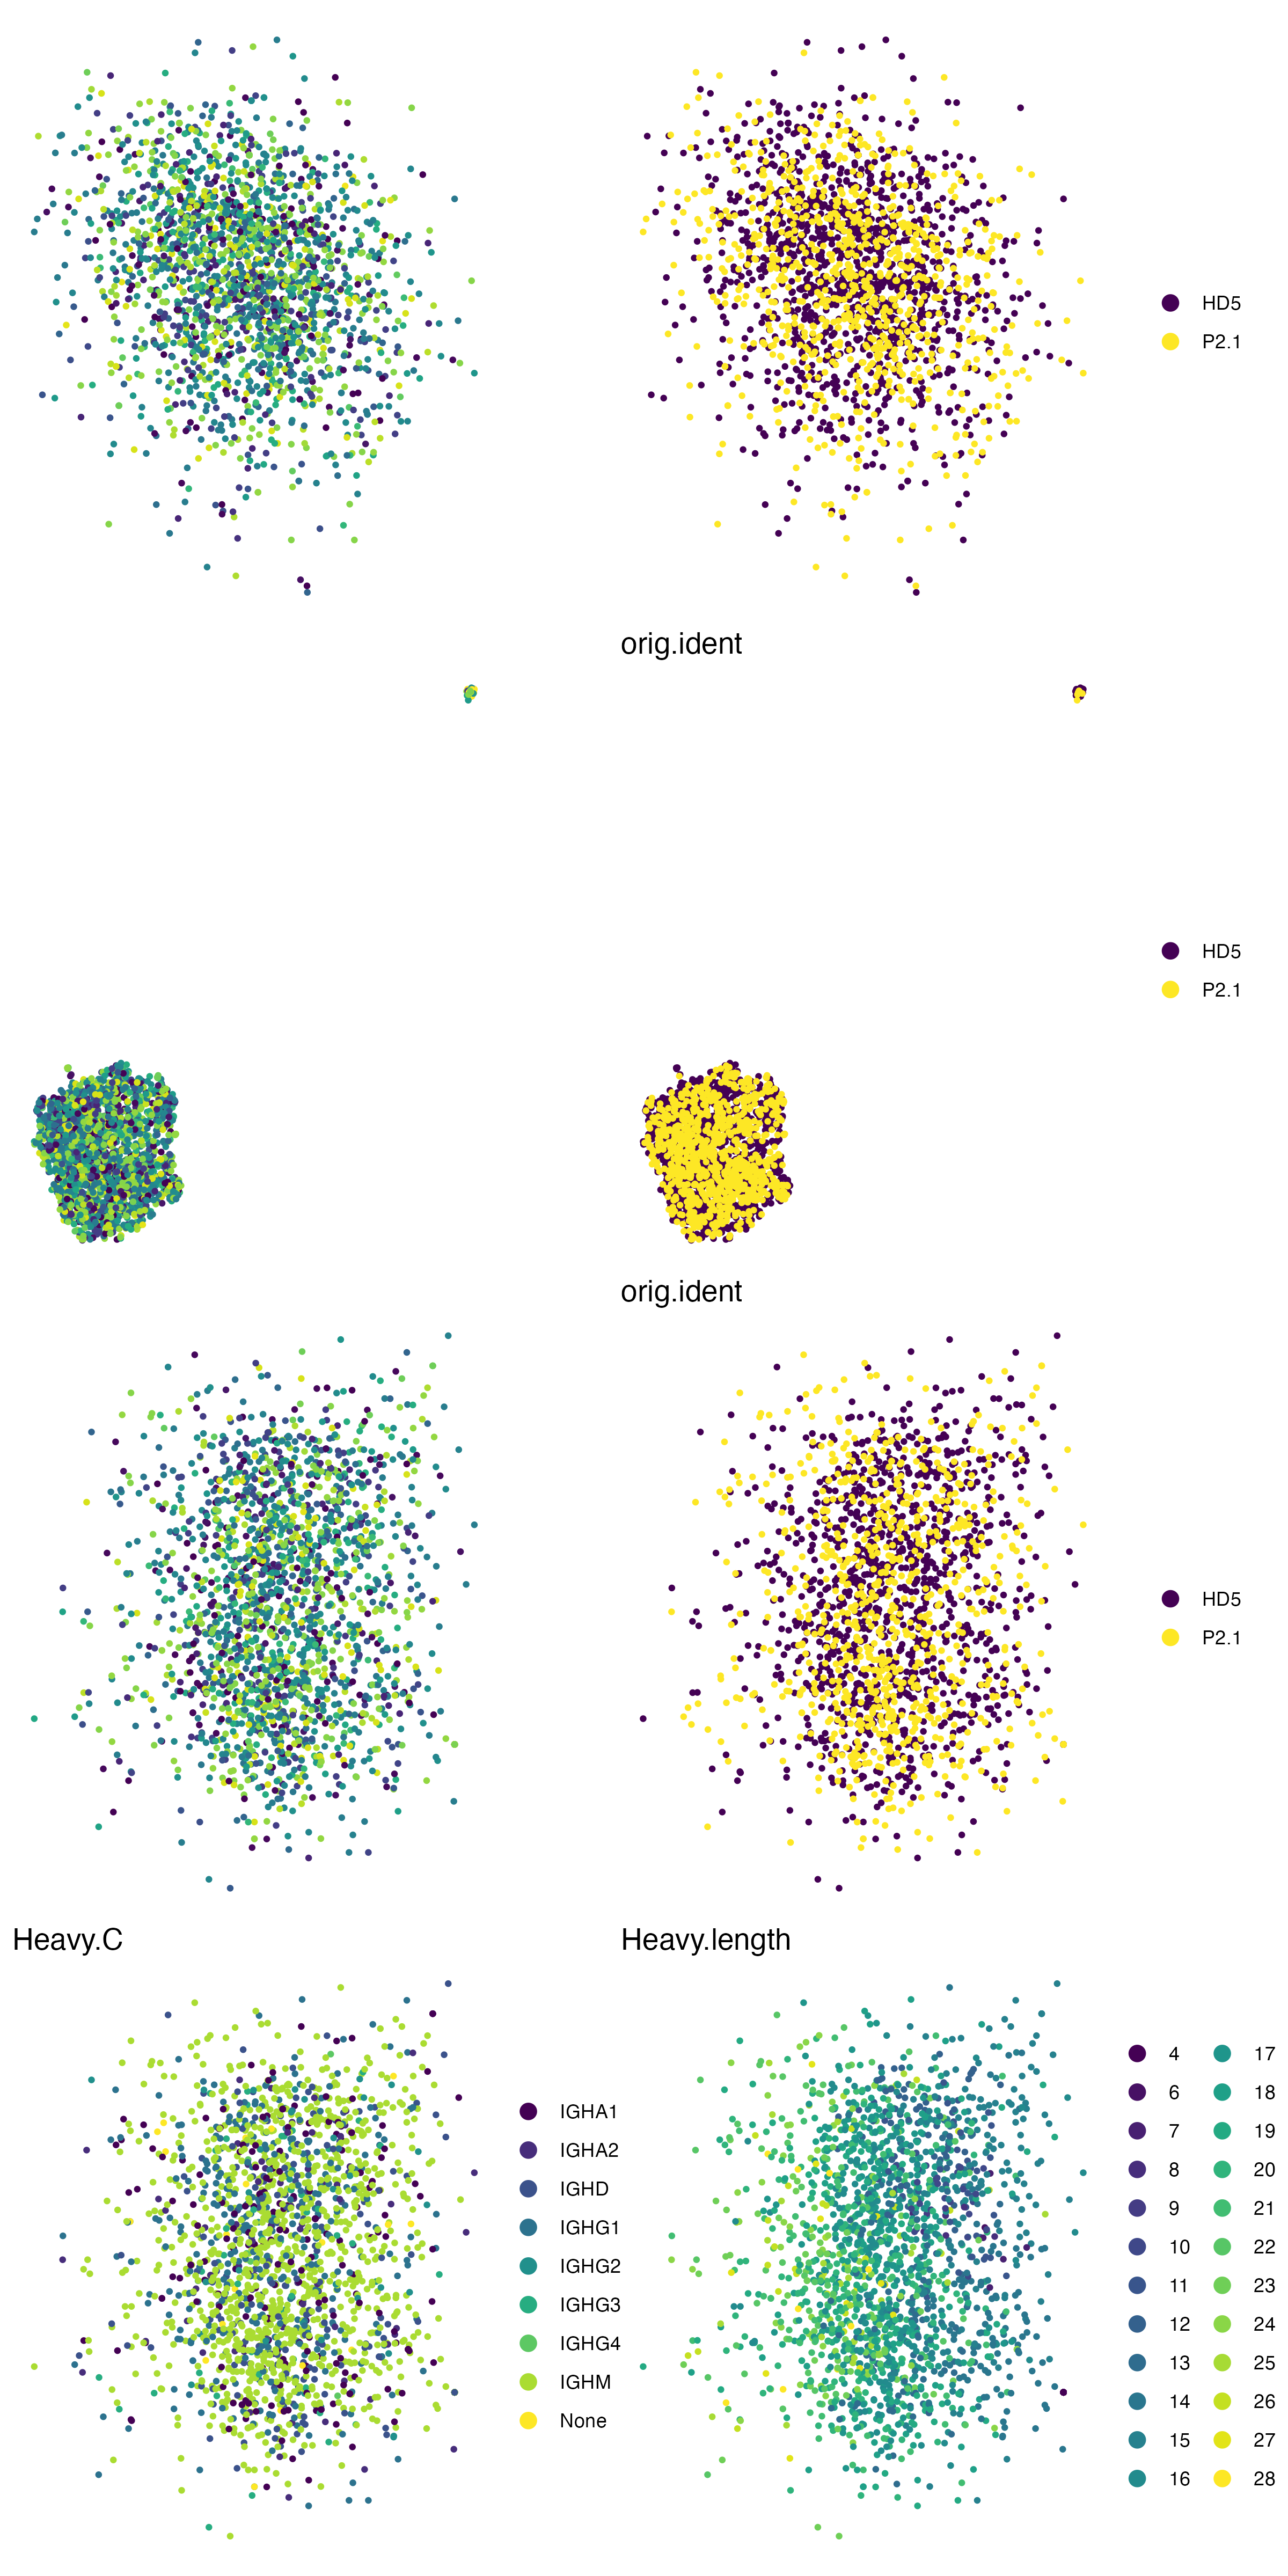 HD5
P2.1
orig.ident
HD5
P2.1
orig.ident
HD5
P2.1
Heavy.C
Heavy.length
IGHA1
IGHA2
IGHD
IGHG1
IGHG2
IGHG3
IGHG4
IGHM
None
4 17
6 18
7 19
8 20
9 21
10 22
11 23
12 24
13 25
14 26
15 27
16 28